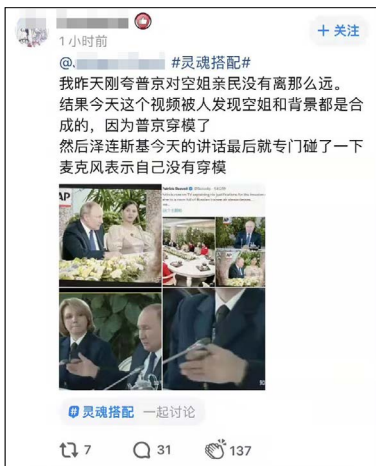 1小时前
+ 关注
@. #灵魂搭配#
我昨天刚夸普京对空姐亲民没有离那么远。
结果今天这个视频被人发现空姐和背景都是合
成的，因为普京穿模了
然后泽连斯基今天的讲话最后就专门碰了一下
麦克风表示自己没有穿模
AP
# 灵魂搭配 一起讨论
7 31 137